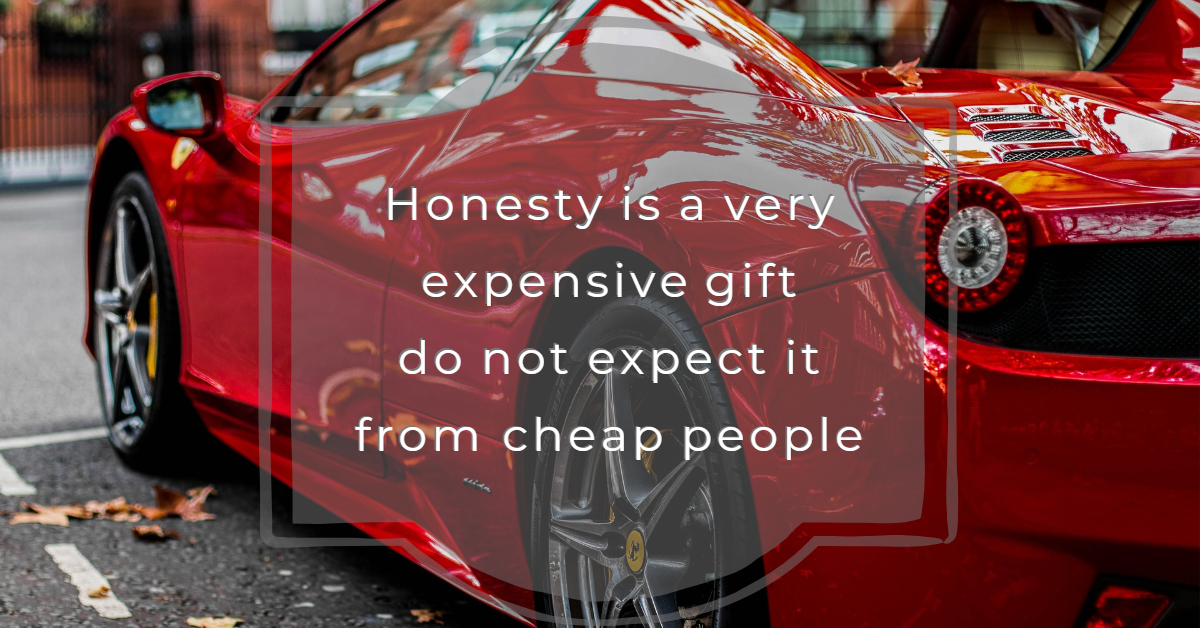 Honesty is a very
expensive gift
do not expect it
from cheap people